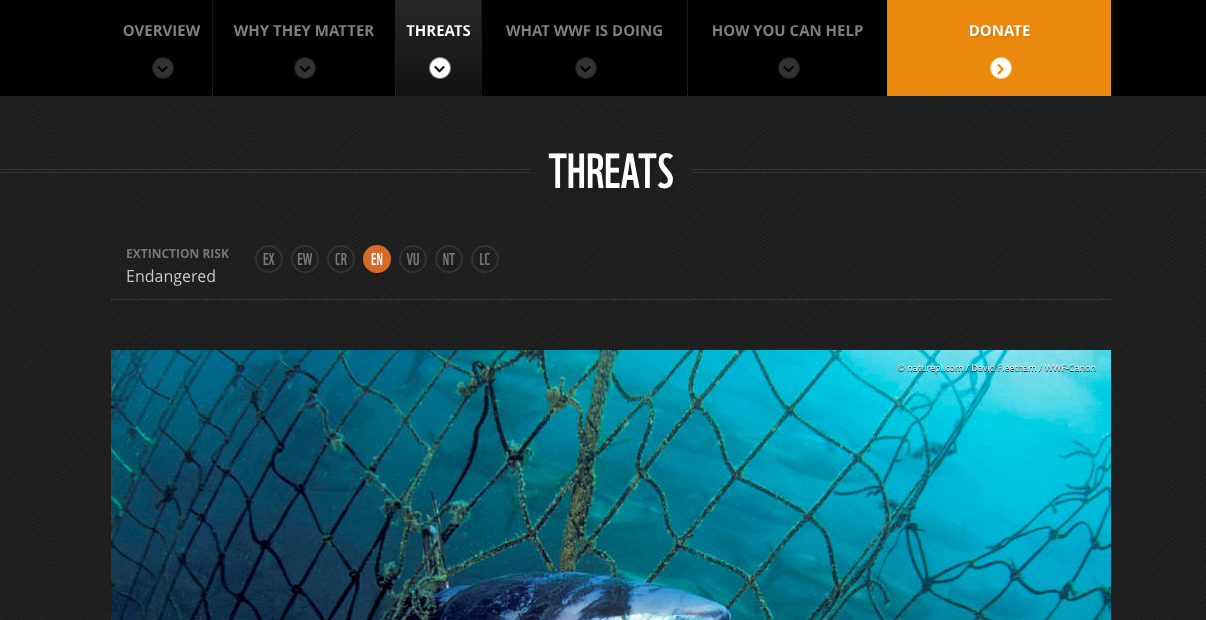 OVERVIEW
WHY THEY MATTER
THREATS
WHAT WWF IS DOING
HOW YOU CAN HELP
DONATE
THREATS
EXTINCTION RISK
Endangered
EX EW CR EN VU NT LC
© naturepl.com / David Fleetham / WWF-Canon